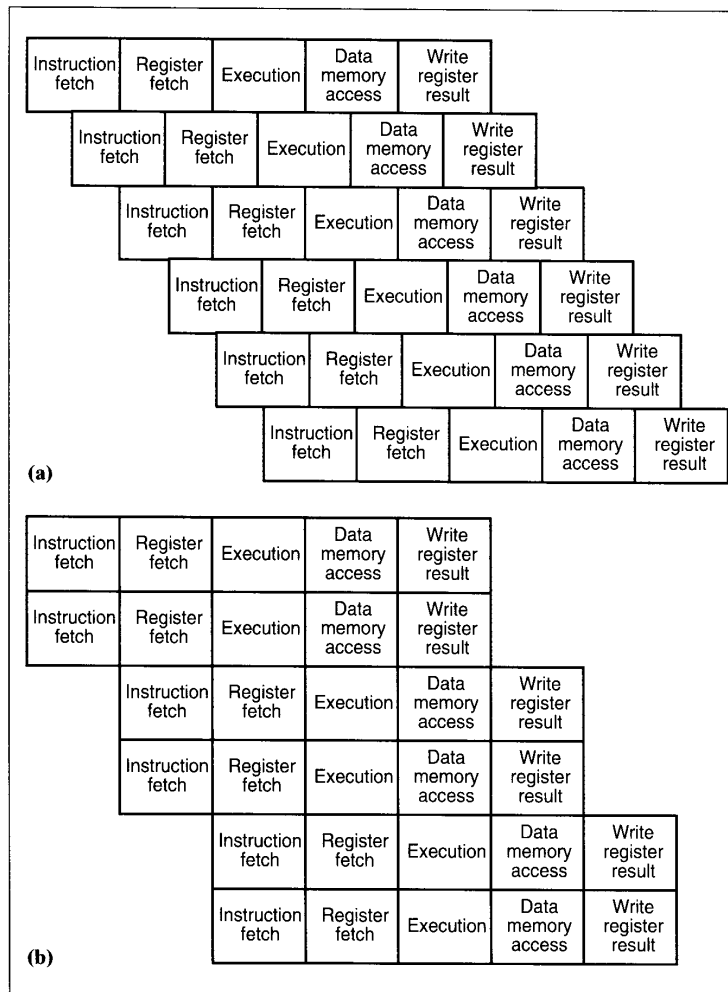 Instruction
fetch
Register
fetch
Execution
Data
memory
access
Write
register
result
Instruction
fetch
Register
fetch
Execution
Data
memory
access
Write
register
result
Instruction
fetch
Register
fetch
Execution
Data
memory
access
Write
register
result
Instruction
fetch
Register
fetch
Execution
Data
memory
access
Write
register
result
Instruction
fetch
Register
fetch
Execution
Data
memory
access
Write
register
result
Instruction
fetch
Register
fetch
Execution
Data
memory
access
Write
register
result
(a)
Instruction
fetch
Register
fetch
Execution
Data
memory
access
Write
register
result
Instruction
fetch
Register
fetch
Execution
Data
memory
access
Write
register
result
Instruction
fetch
Register
fetch
Execution
Data
memory
access
Write
register
result
Instruction
fetch
Register
fetch
Execution
Data
memory
access
Write
register
result
Instruction
fetch
Register
fetch
Execution
Data
memory
access
Write
register
result
Instruction
fetch
Register
fetch
Execution
Data
memory
access
Write
register
result
(b)